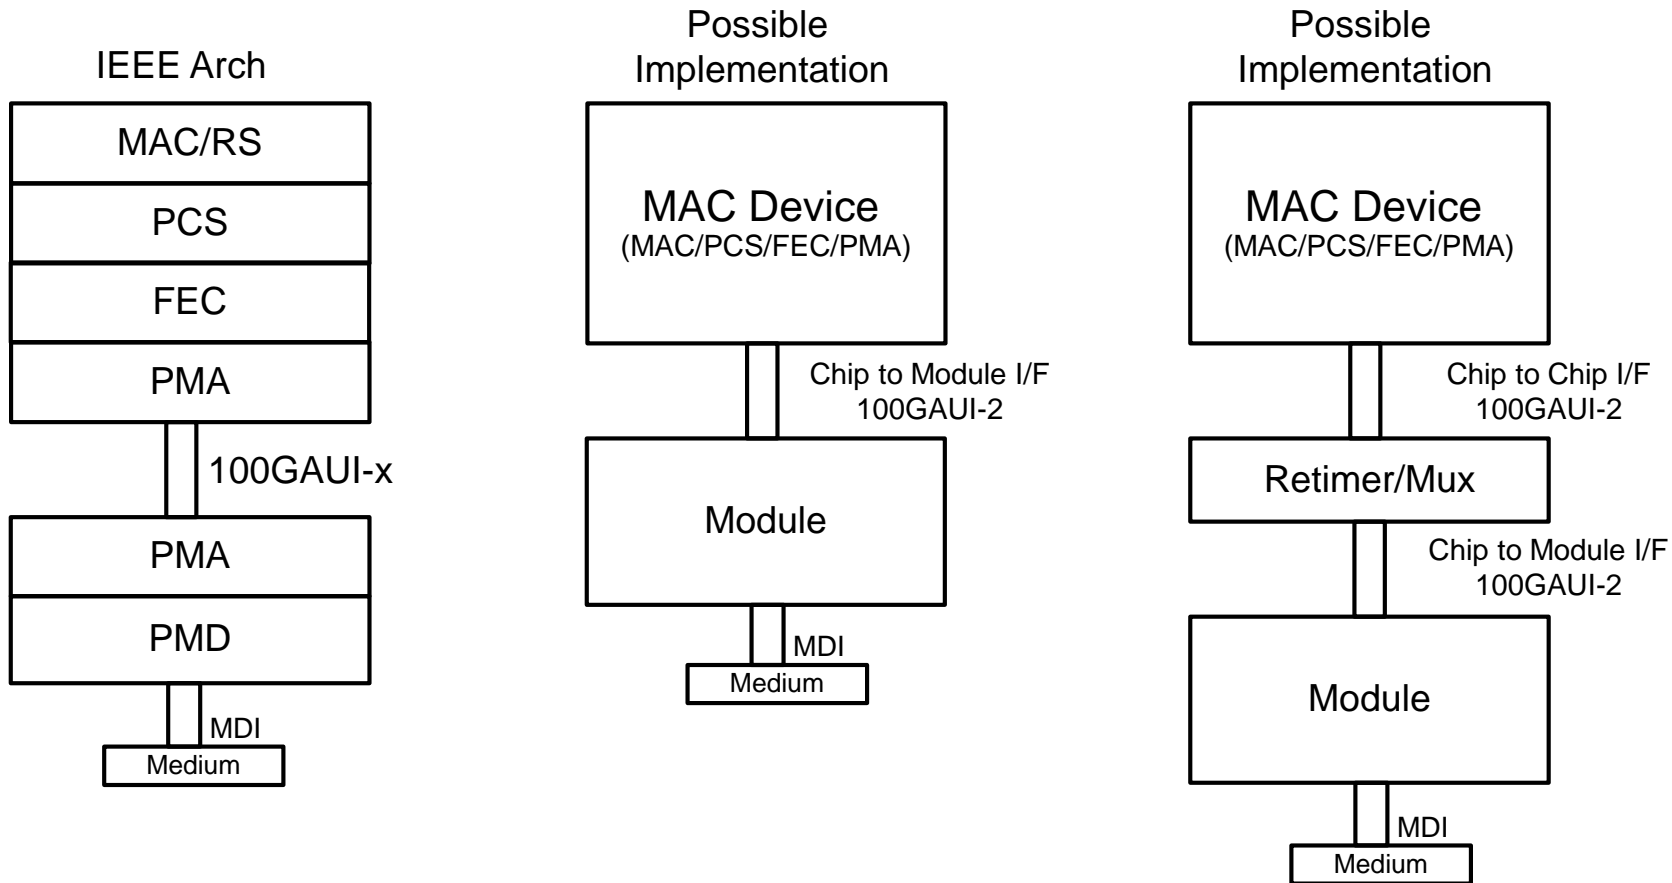 IEEE Arch
MAC/RS
PCS
FEC
PMA
100GAUI-x
PMA
PMD
MDI
Medium
Possible
Implementation
MAC Device
(MAC/PCS/FEC/PMA)
Chip to Module I/F
100GAUI-2
Module
MDI
Medium
Possible
Implementation
MAC Device
(MAC/PCS/FEC/PMA)
Chip to Chip I/F
100GAUI-2
Retimer/Mux
Chip to Module I/F
100GAUI-2
Module
MDI
Medium